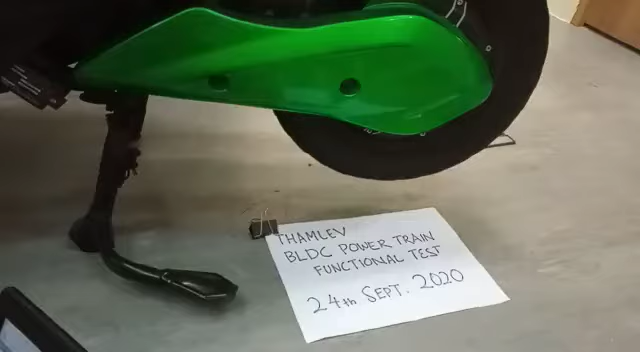 THAMLEV
BLDC POWER TRAIN
FUNCTIONAL TEST
24th SEPT. 2020